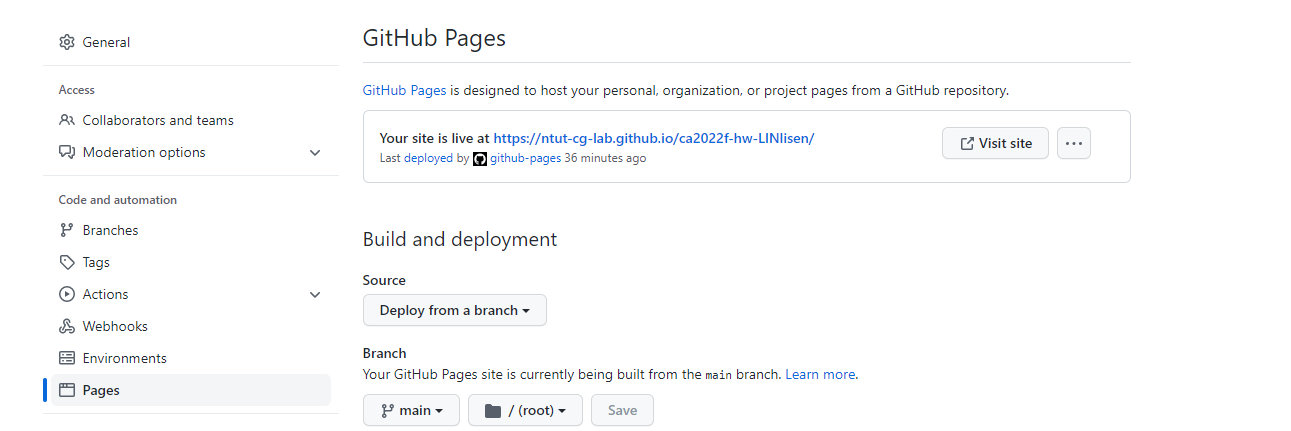 General
Access
Collaborators and teams
Moderation options
Code and automation
Branches
Tags
Actions
Webhooks
Environments
Pages
GitHub Pages
GitHub Pages is designed to host your personal, organization, or project pages from a GitHub repository.
Your site is live at https://ntut-cg-lab.github.io/ca2022f-hw-LINlisen/
Last deployed by github-pages 36 minutes ago
Visit site
Build and deployment
Source
Deploy from a branch
Branch
Your GitHub Pages site is currently being built from the main branch. Learn more.
main / (root) Save